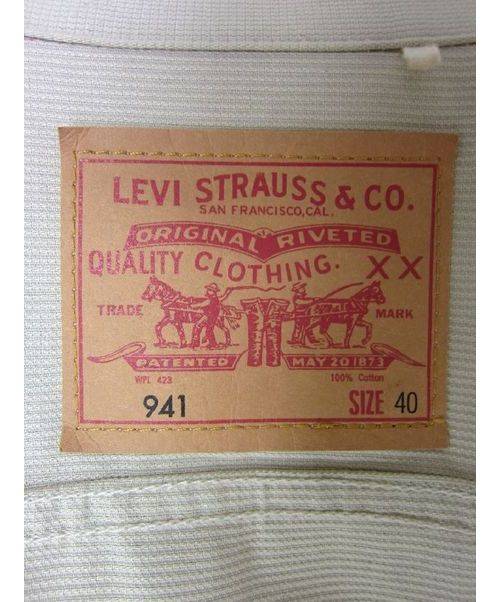 LEVI STRAUSS & CO.
SAN FRANCISCO, CAL.
ORIGINAL RIVETED
QUALITY CLOTHING. XX
TRADE MARK
PATENTED MAY 20 1873
WPL 423 100% Cotton
941 SIZE 40